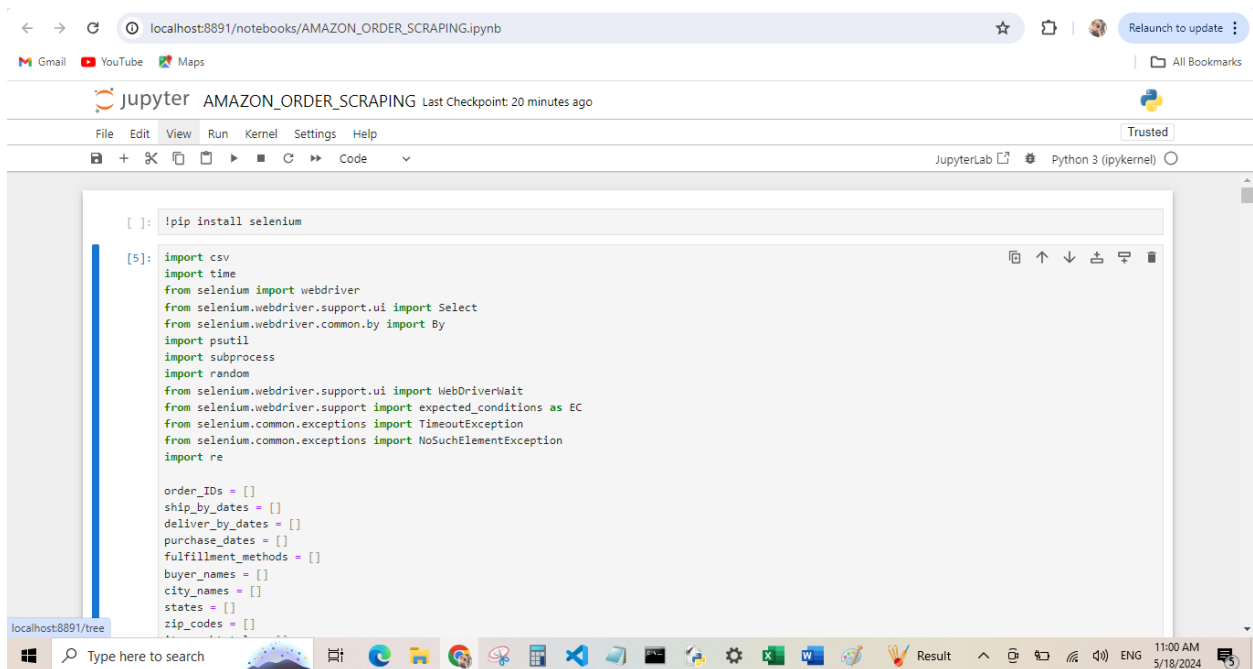 localhost:8891/notebooks/AMAZON_ORDER_SCRAPING.ipynb
Relaunch to update
Gmail YouTube Maps
All Bookmarks
jupyter AMAZON_ORDER_SCRAPING Last Checkpoint: 20 minutes ago
File Edit View Run Kernel Settings Help
Trusted
Code
JupyterLab
Python 3 (ipykernel)
[ ]: !pip install selenium
[5]: import csv
import time
from selenium import webdriver
from selenium.webdriver.support.ui import Select
from selenium.webdriver.common.by import By
import psutil
import subprocess
import random
from selenium.webdriver.support.ui import WebDriverWait
from selenium.webdriver.support import expected_conditions as EC
from selenium.common.exceptions import TimeoutException
from selenium.common.exceptions import NoSuchElementException
import re
order_IDs = []
ship_by_dates = []
deliver_by_dates = []
purchase_dates = []
fulfillment_methods = []
buyer_names = []
city_names = []
states = []
zip_codes = []
localhost:8891/tree
Type here to search
Result
ENG
11:00 AM
5/18/2024